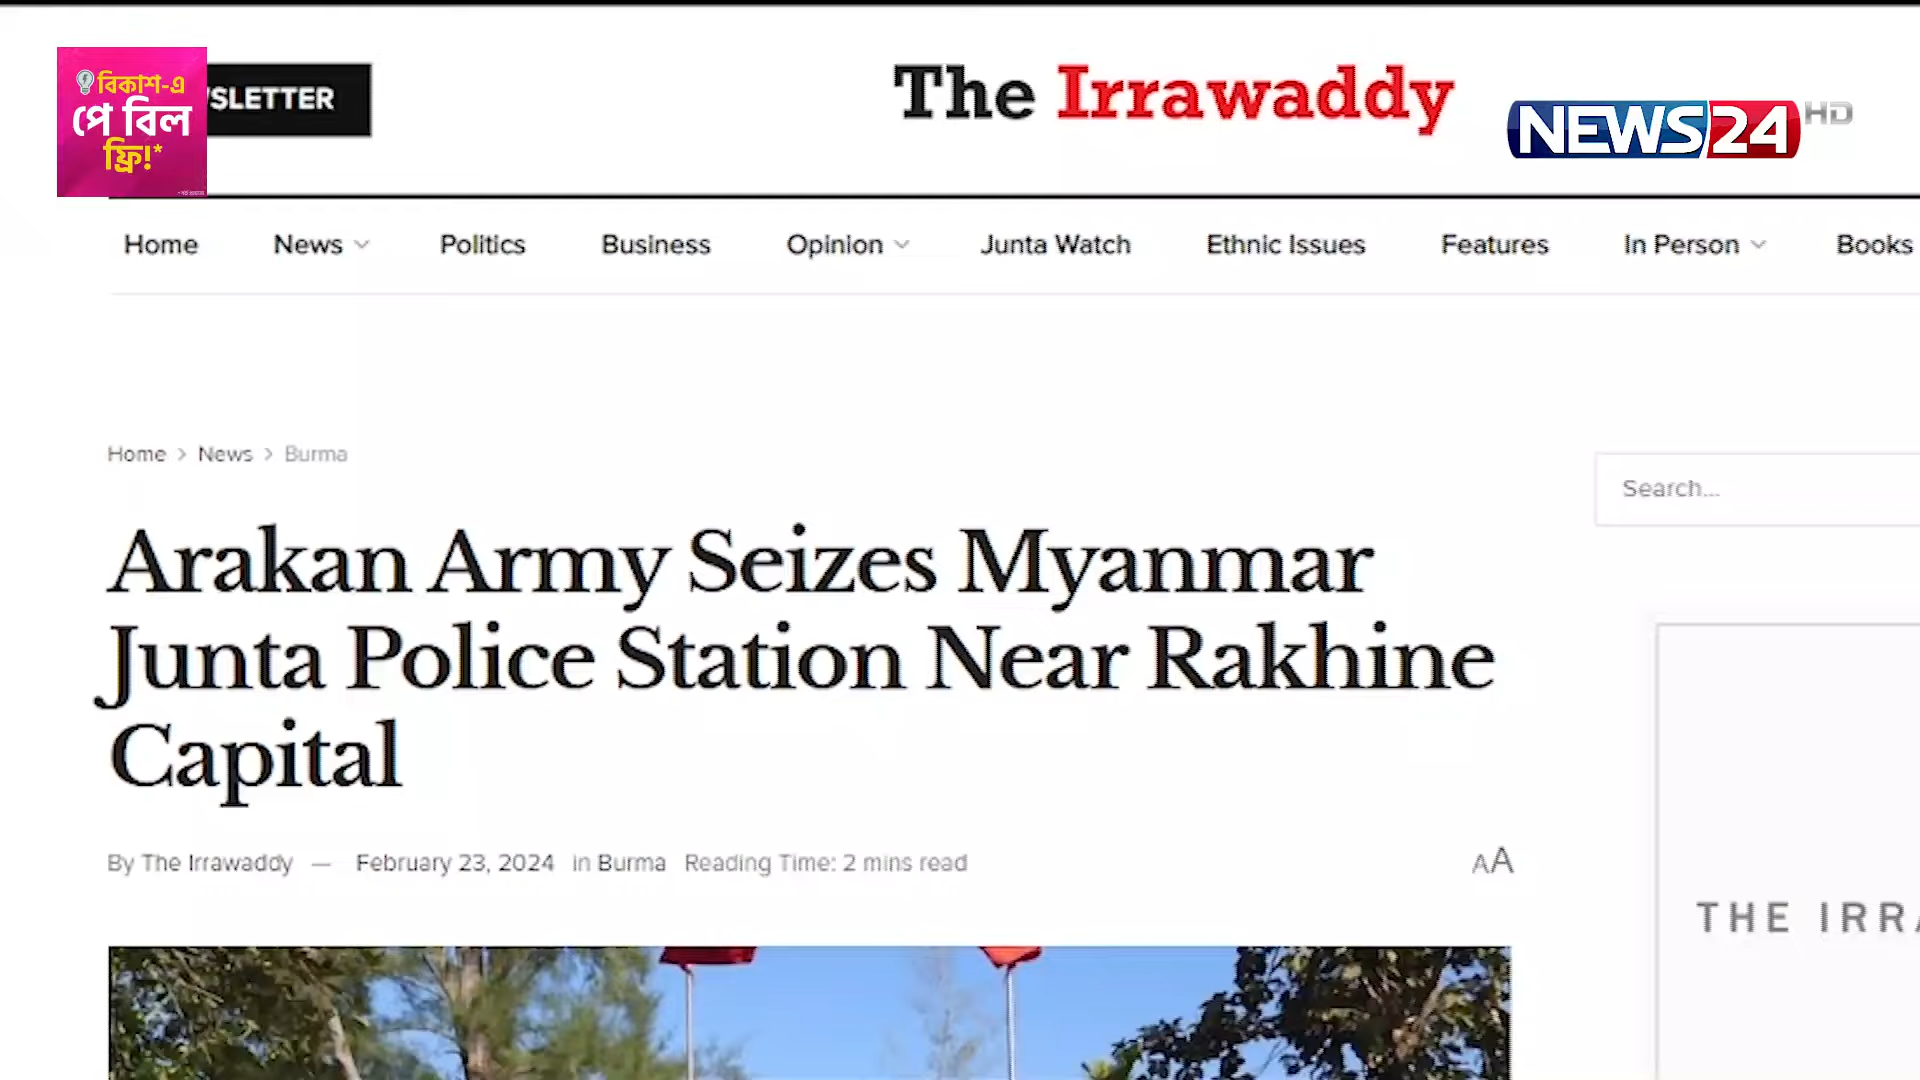 বিকাশ-এ
পে বিল
ফ্রি!*
The Irrawaddy
NEWS24 HD
Home News Politics Business Opinion Junta Watch Ethnic Issues Features In Person Books
Home > News > Burma
Search...
Arakan Army Seizes Myanmar
Junta Police Station Near Rakhine
Capital
By The Irrawaddy — February 23, 2024 in Burma Reading Time: 2 mins read
AA
THE